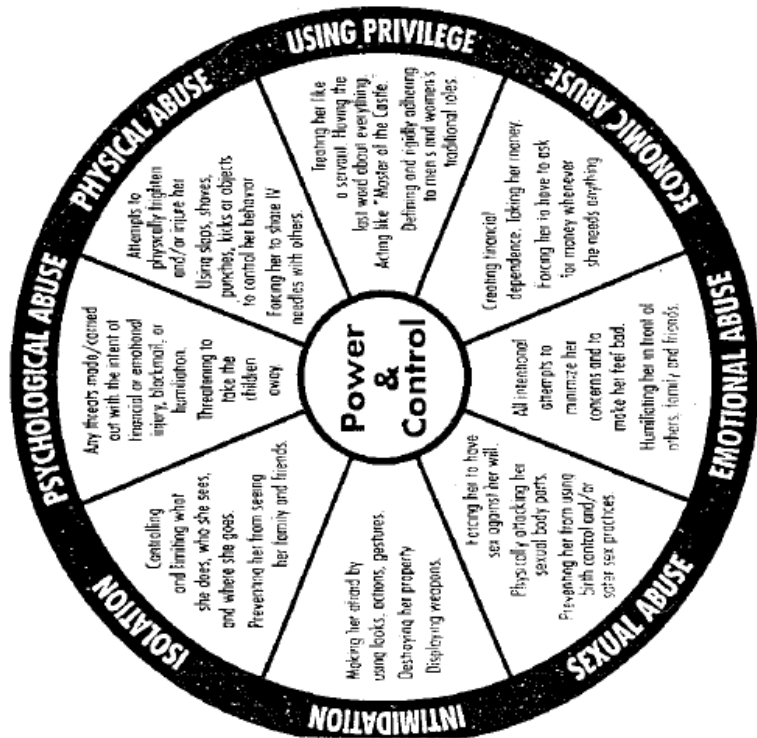 Power
&
Control
PSYCHOLOGICAL ABUSE
Any threats made/carried
out with the intent of
financial or emotional
injury, blackmail, or
humiliation.
Threatening to
take the
children
away.
PHYSICAL ABUSE
Attempts to
physically frighten
and/or injure her
Using slaps, shoves,
punches, kicks or objects
to control her behavior
Forcing her to share IV
needles with others.
USING PRIVILEGE
Treating her like
a servant. Having the
last word about everything.
Acting like "Master of the Castle."
Defining and rigidly adhering
to men's and women's
traditional roles.
ECONOMIC ABUSE
Creating financial
dependence. Taking her money.
Forcing her to have to ask
for money whenever
she needs anything
EMOTIONAL ABUSE
All intentional
attempts to
minimize her
concerns and to
make her feel bad.
Humiliating her in front of
others, family and friends.
SEXUAL ABUSE
Forcing her to have
sex against her will.
Physically attacking her
sexual body parts.
Preventing her from using
birth control and/or
safer sex practices.
INTIMIDATION
Making her afraid by
using looks, actions, gestures.
Destroying her property
Displaying weapons.
ISOLATION
Controlling
and limiting what
she does, who she sees,
and where she goes.
Preventing her from seeing
her family and friends.